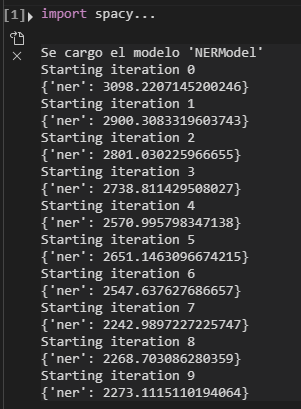 [1] import spacy...
Se cargo el modelo 'NERModel'
Starting iteration 0
{'ner': 3098.2207145200246}
Starting iteration 1
{'ner': 2900.3083319603743}
Starting iteration 2
{'ner': 2801.030225966655}
Starting iteration 3
{'ner': 2738.811429508027}
Starting iteration 4
{'ner': 2570.995798347138}
Starting iteration 5
{'ner': 2651.1463096674215}
Starting iteration 6
{'ner': 2547.637627686657}
Starting iteration 7
{'ner': 2242.9897227225747}
Starting iteration 8
{'ner': 2268.703086280359}
Starting iteration 9
{'ner': 2273.1115110194064}